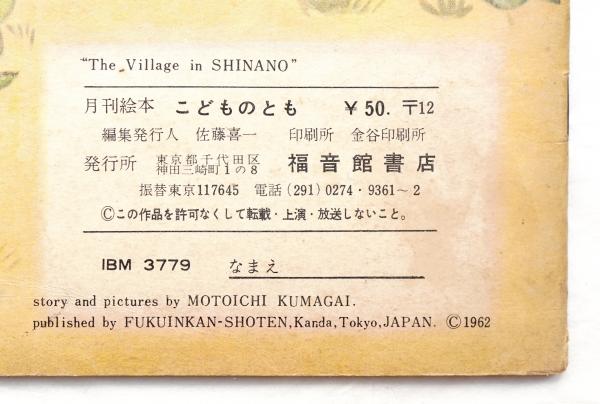 "The Village in SHINANO"
月刊絵本 こどものとも ¥50. 〒12
編集発行人 佐藤喜一 印刷所 金谷印刷所
発行所 東京都千代田区神田三崎町1の8 福音館書店
振替東京117645 電話(291)0274・9361~2
©この作品を許可なくして転載・上演・放送しないこと。
IBM 3779 なまえ
story and pictures by MOTOICHI KUMAGAI.
published by FUKUINKAN-SHOTEN,Kanda,Tokyo,JAPAN. ©1962